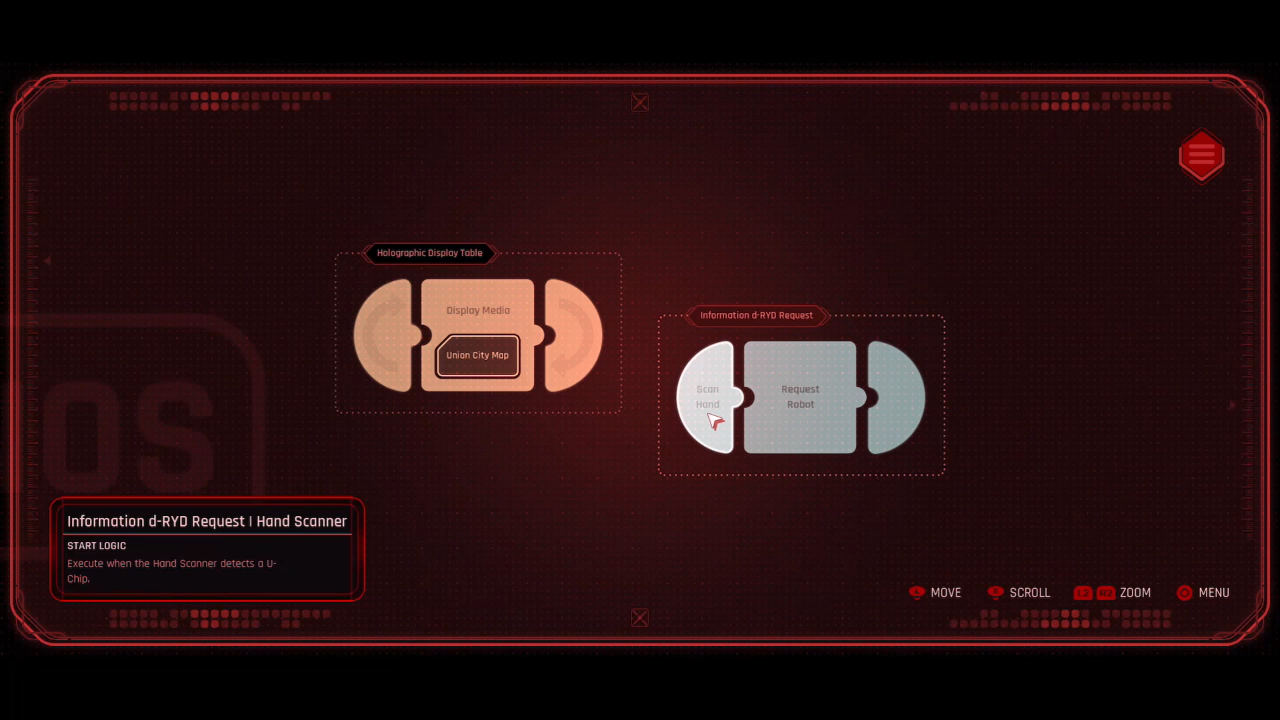 Holographic Display Table
Display Media
Union City Map
Information d-RYD Request
Scan
Hand
Request
Robot
OS
Information d-RYD Request | Hand Scanner
START LOGIC
Execute when the Hand Scanner detects a U-
Chip.
MOVE
SCROLL
ZOOM
MENU